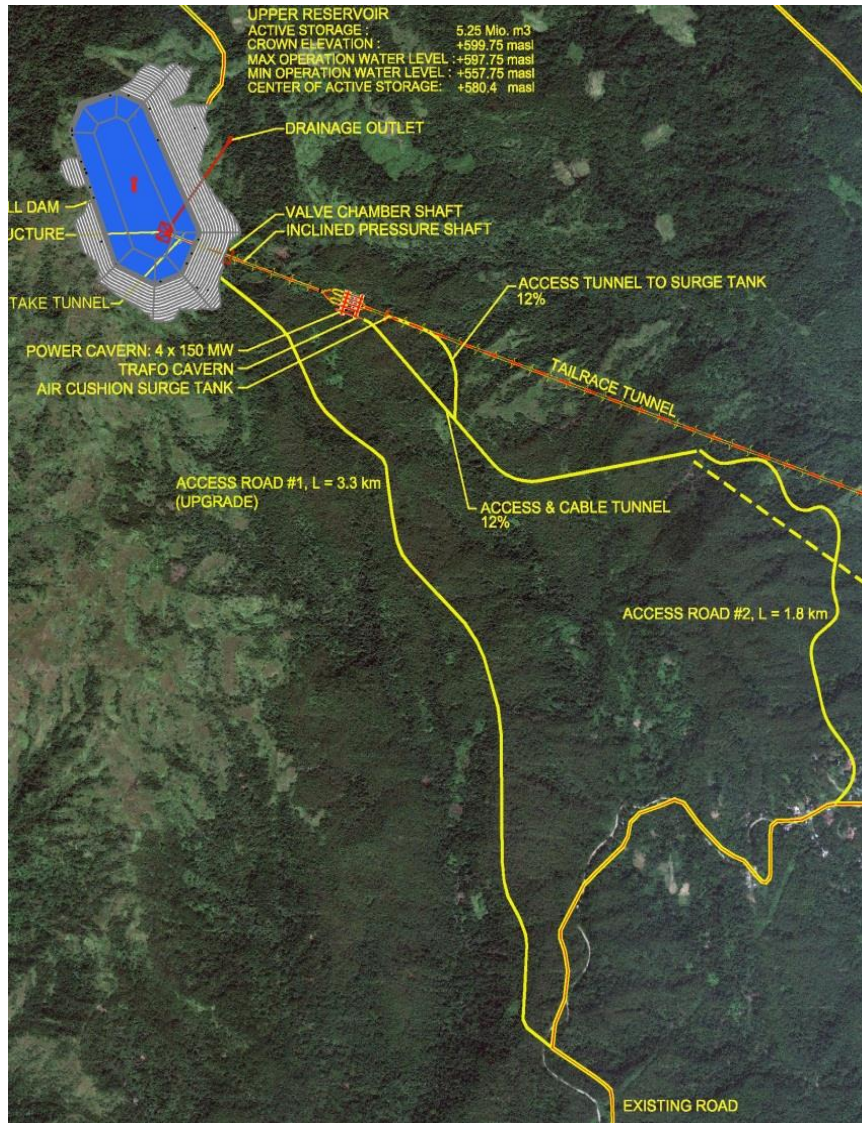 UPPER RESERVOIR
ACTIVE STORAGE : 5.25 Mio. m3
CROWN ELEVATION : +599.75 masl
MAX OPERATION WATER LEVEL : +597.75 masl
MIN OPERATION WATER LEVEL : +557.75 masl
CENTER OF ACTIVE STORAGE: +580.4 masl
DRAINAGE OUTLET
LL DAM
UCTURE
VALVE CHAMBER SHAFT
INCLINED PRESSURE SHAFT
TAKE TUNNEL
ACCESS TUNNEL TO SURGE TANK
12%
POWER CAVERN: 4 x 150 MW
TRAFO CAVERN
AIR CUSHION SURGE TANK
TAILRACE TUNNEL
ACCESS ROAD #1, L = 3.3 km
(UPGRADE)
ACCESS & CABLE TUNNEL
12%
ACCESS ROAD #2, L = 1.8 km
EXISTING ROAD